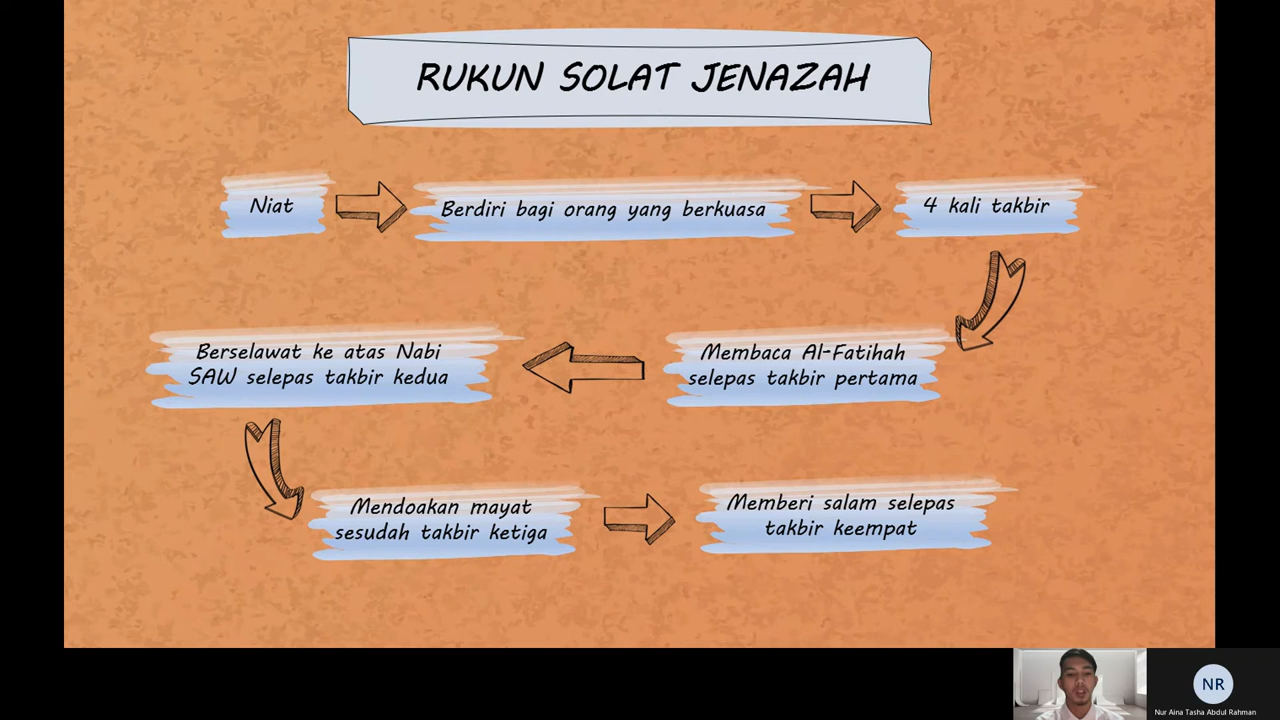 RUKUN SOLAT JENAZAH
Niat
Berdiri bagi orang yang berkuasa
4 kali takbir
Membaca Al-Fatihah
selepas takbir pertama
Berselawat ke atas Nabi
SAW selepas takbir kedua
Mendoakan mayat
sesudah takbir ketiga
Memberi salam selepas
takbir keempat
NR
Nur Aina Tasha Abdul Rahman